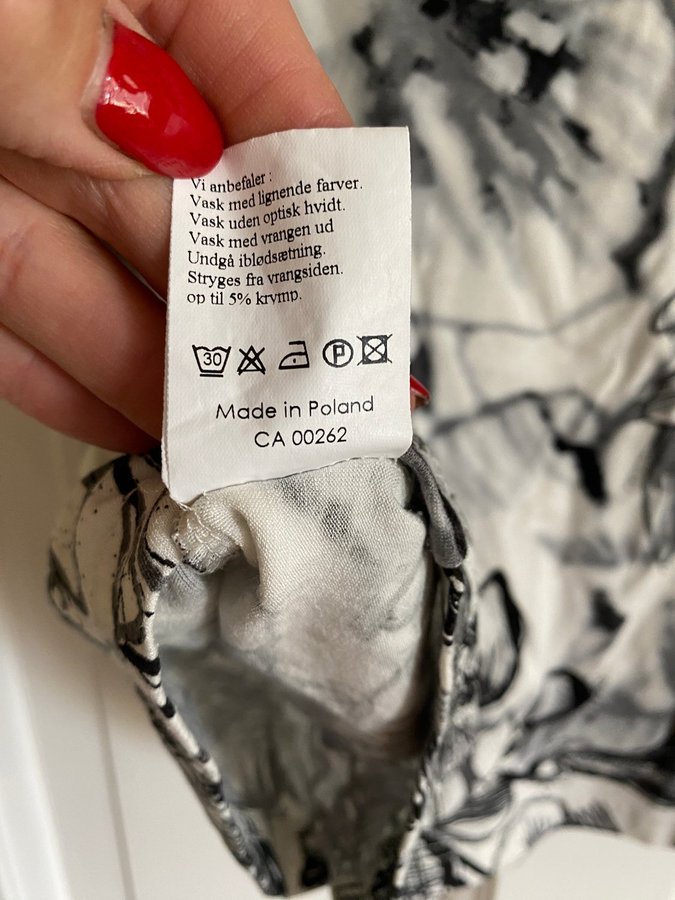 Vi anbefaler :
Vask med lignende farver.
Vask uden optisk hvidt.
Vask med vrangen ud
Undgå iblødsætning.
Stryges fra vrangsiden.
op til 5% krymp.
30 P
Made in Poland
CA 00262